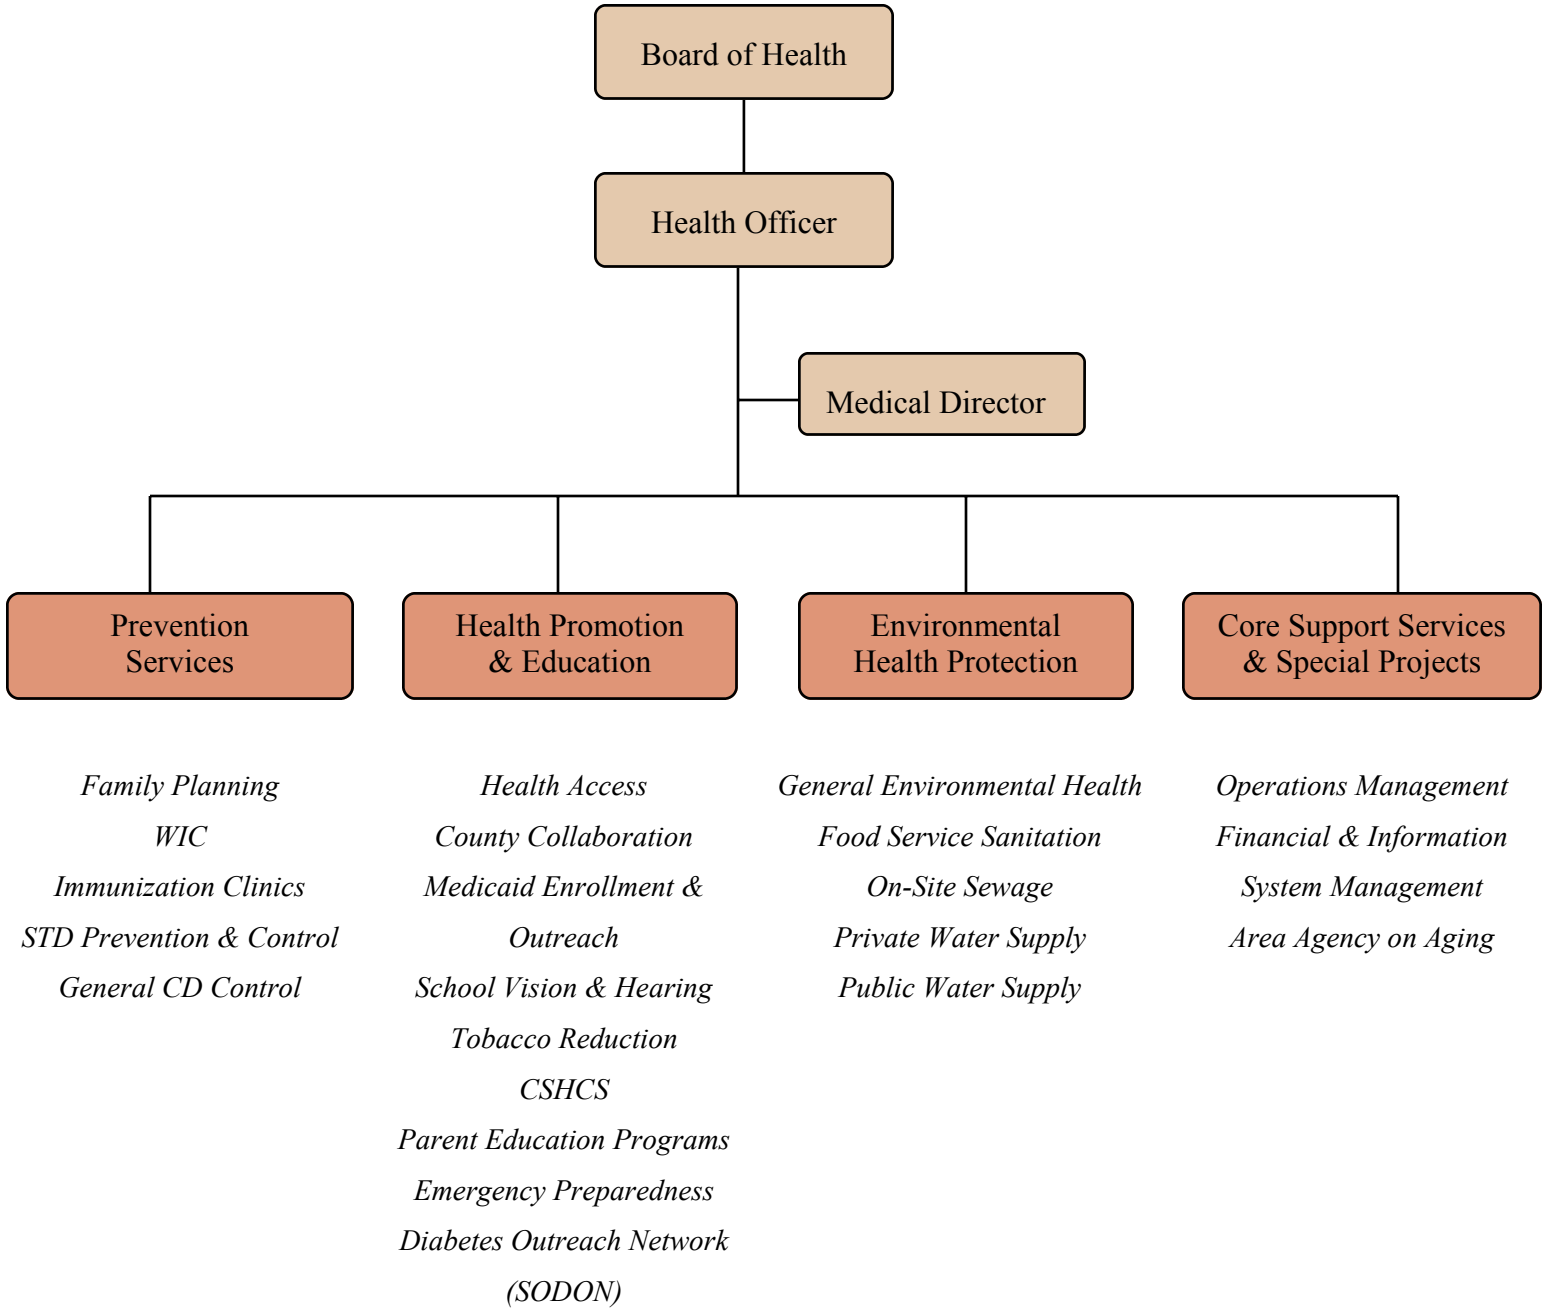 Board of Health
Health Officer
Medical Director
Prevention
Services
Health Promotion
& Education
Environmental
Health Protection
Core Support Services
& Special Projects
Family Planning
WIC
Immunization Clinics
STD Prevention & Control
General CD Control
Health Access
County Collaboration
Medicaid Enrollment &
Outreach
School Vision & Hearing
Tobacco Reduction
CSHCS
Parent Education Programs
Emergency Preparedness
Diabetes Outreach Network
(SODON)
General Environmental Health
Food Service Sanitation
On-Site Sewage
Private Water Supply
Public Water Supply
Operations Management
Financial & Information
System Management
Area Agency on Aging